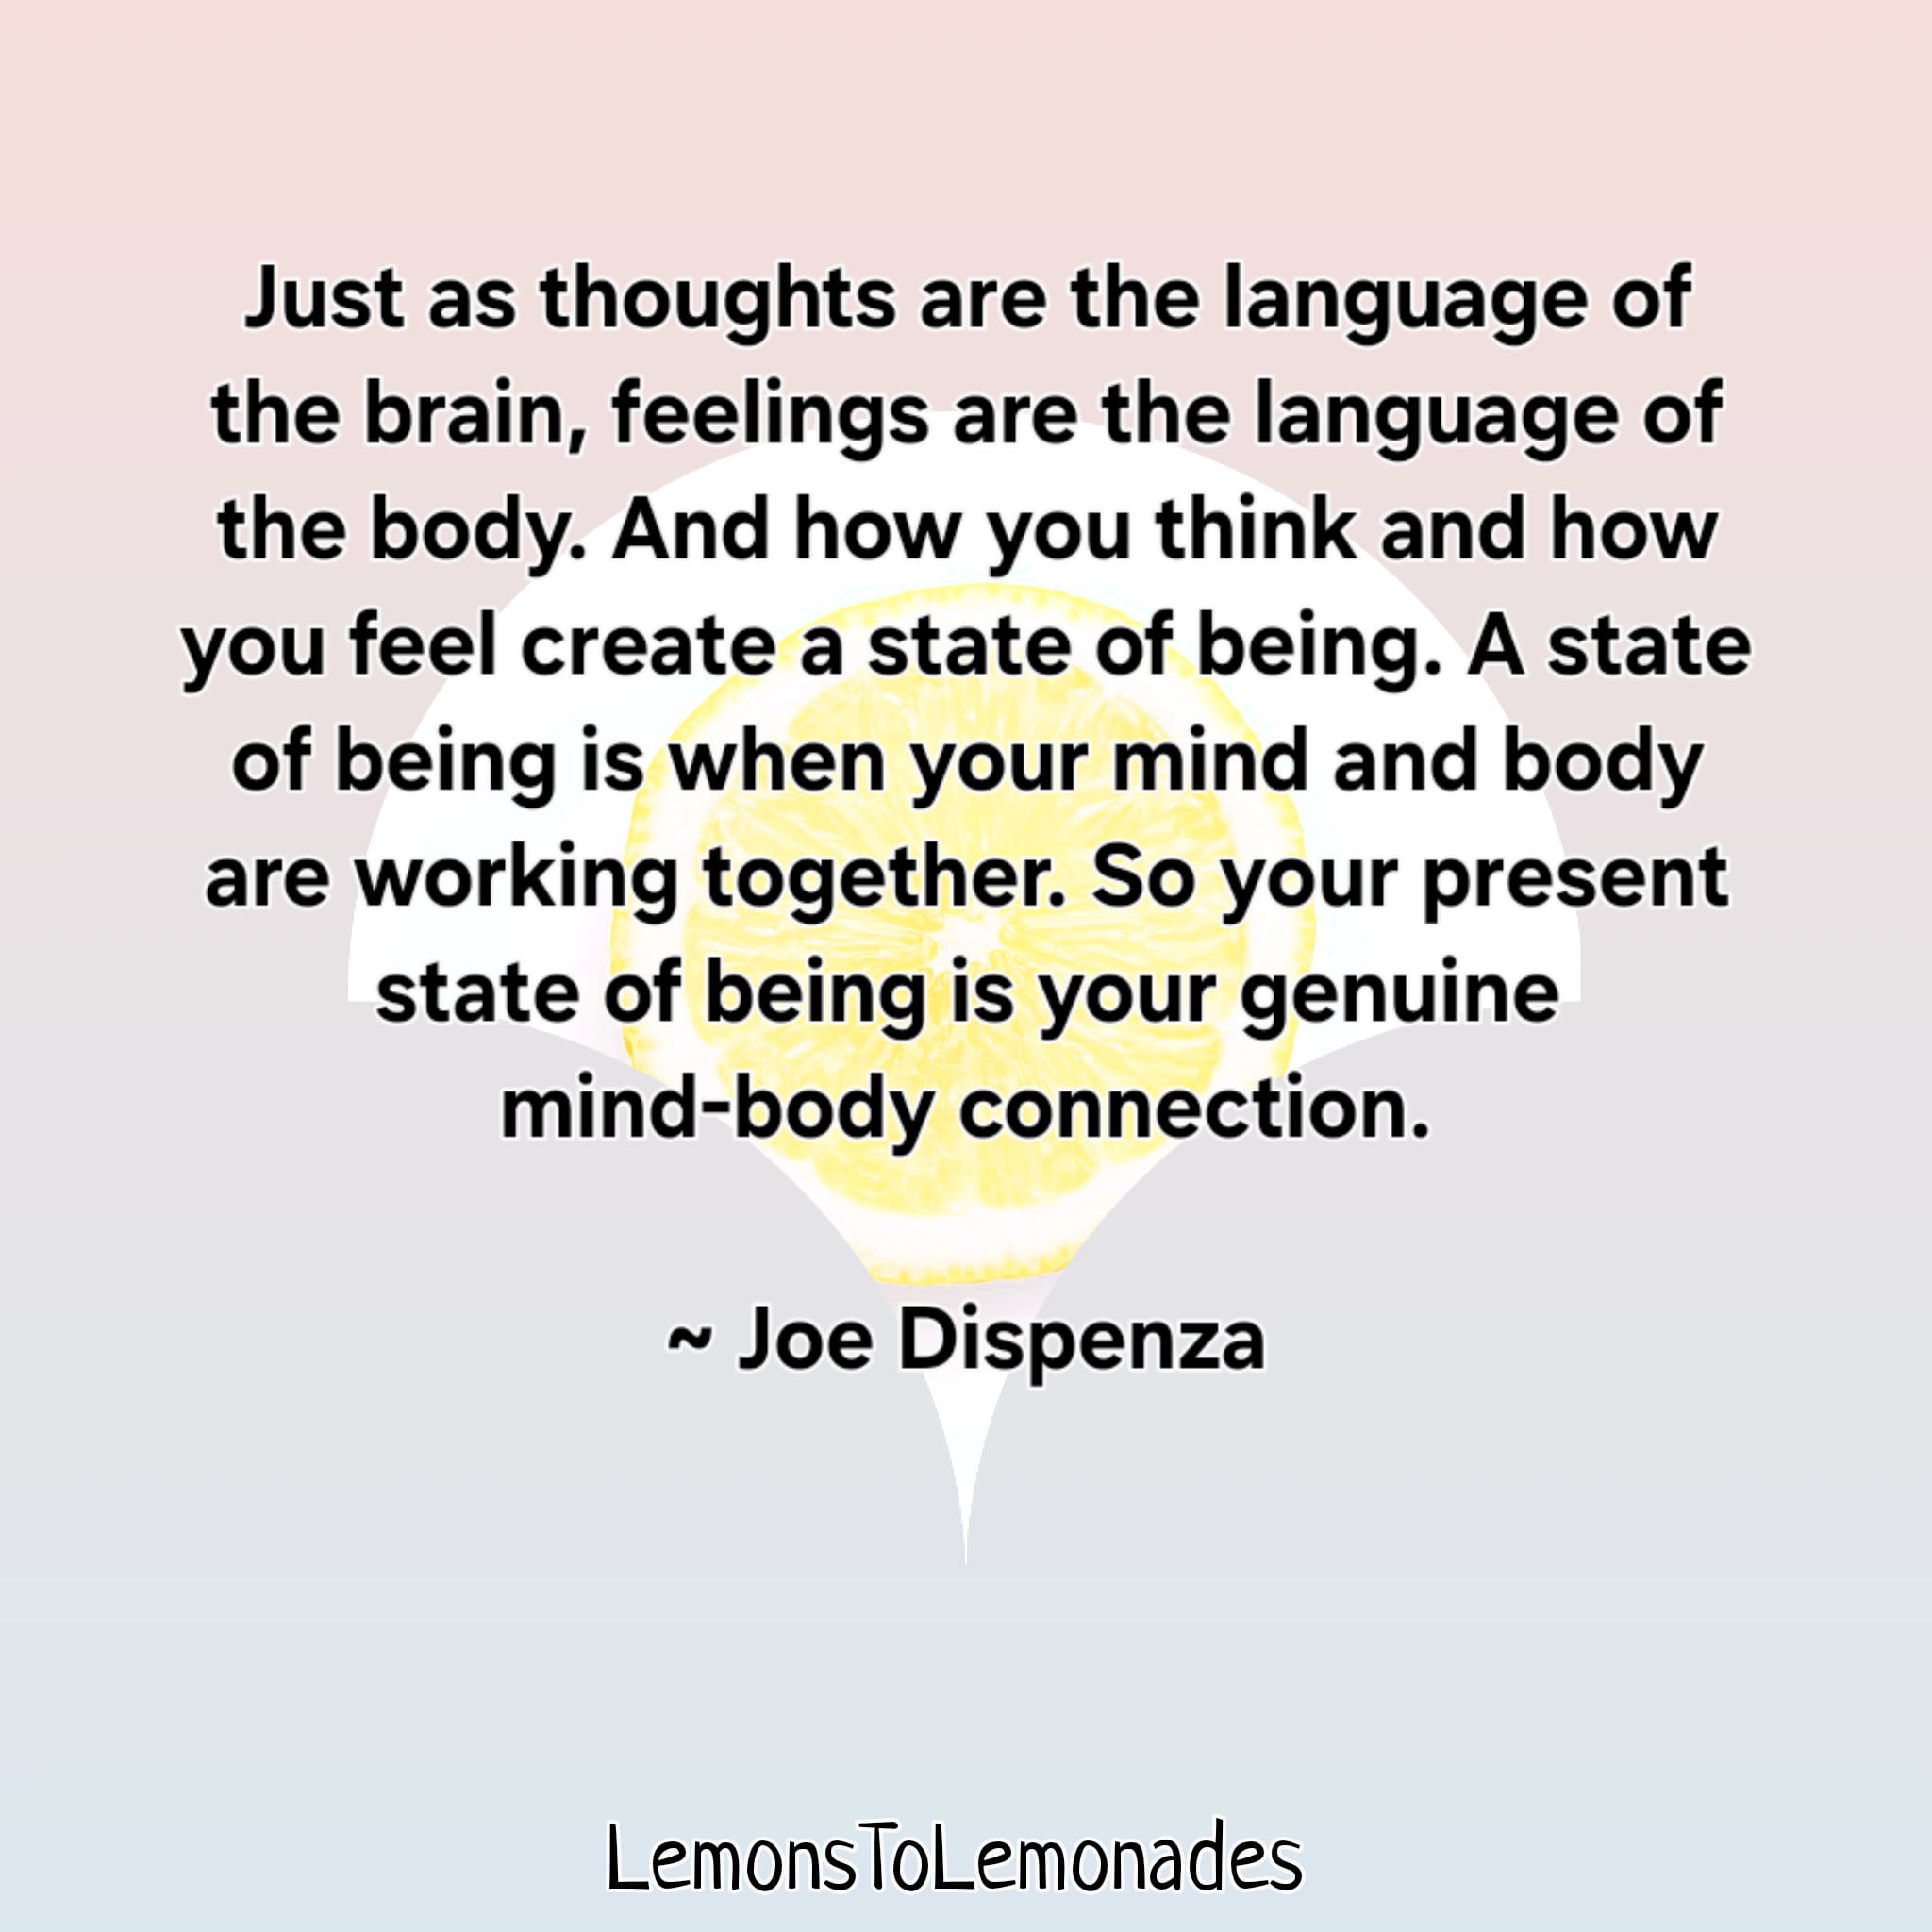 Just as thoughts are the language of
the brain, feelings are the language of
the body. And how you think and how
you feel create a state of being. A state
of being is when your mind and body
are working together. So your present
state of being is your genuine
mind-body connection.
~ Joe Dispenza
LemonsToLemonades